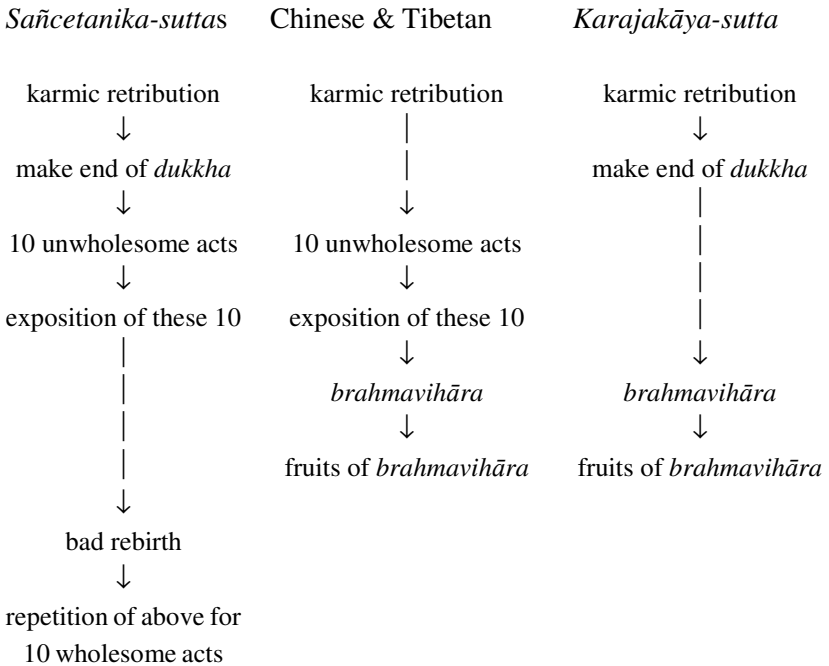 Sañcetanika-suttas Chinese & Tibetan Karajakāya-sutta
karmic retribution karmic retribution karmic retribution
↓ | ↓
make end of dukkha | make end of dukkha
↓ ↓ |
10 unwholesome acts 10 unwholesome acts |
↓ ↓ |
exposition of these 10 exposition of these 10 |
| ↓ ↓
| brahmavihāra brahmavihāra
| ↓ ↓
| fruits of brahmavihāra fruits of brahmavihāra
↓
bad rebirth
↓
repetition of above for
10 wholesome acts